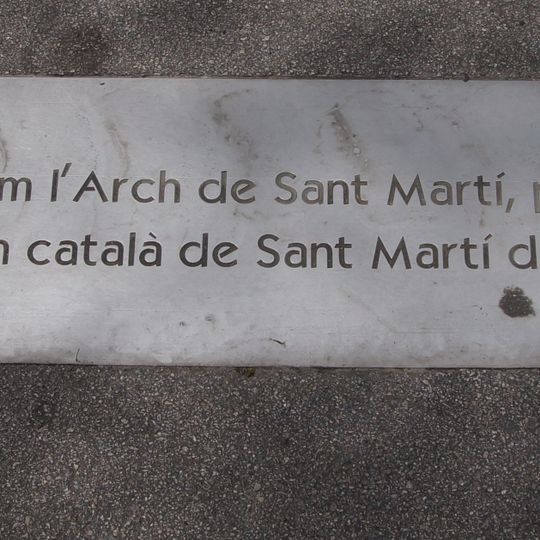 m l'Arch de Sant Martí,
n català de Sant Martí d